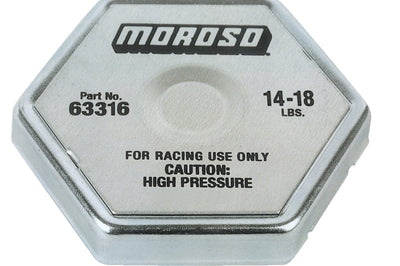 MOROSO
Part No.
63316
14-18
LBS.
FOR RACING USE ONLY
CAUTION:
HIGH PRESSURE